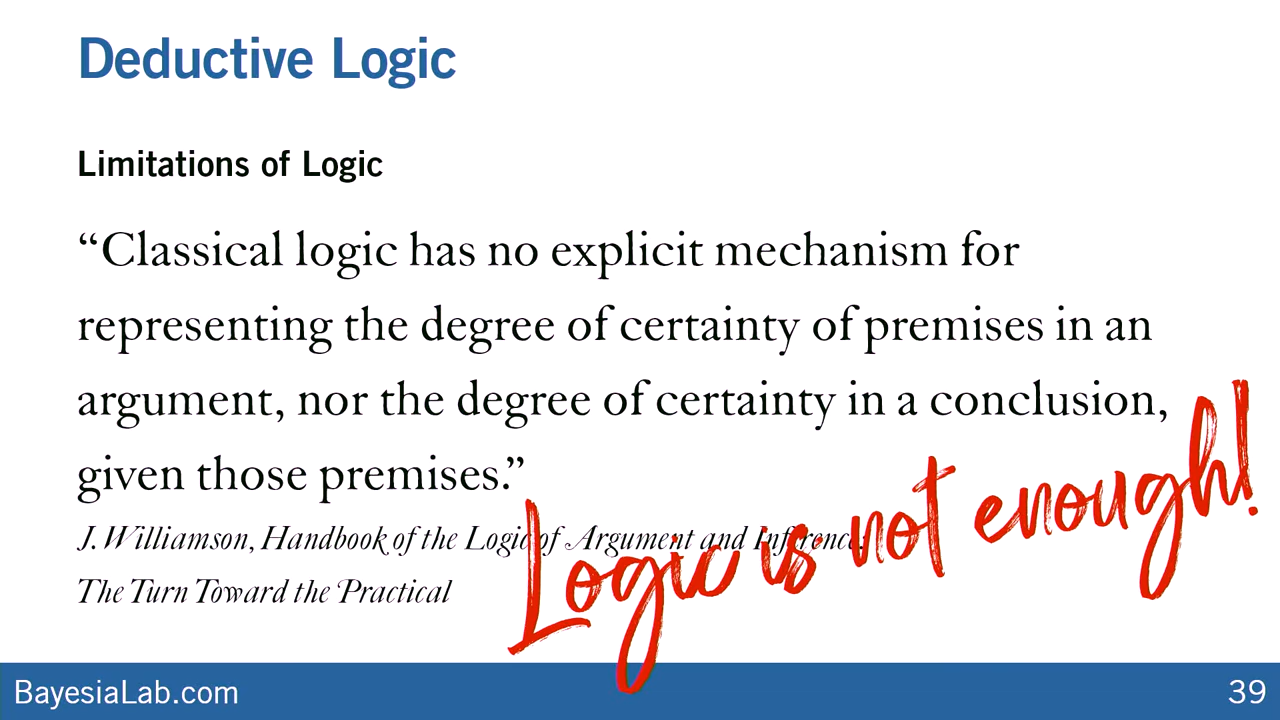 Deductive Logic
Limitations of Logic
“Classical logic has no explicit mechanism for
representing the degree of certainty of premises in an
argument, nor the degree of certainty in a conclusion,
given those premises.”
J. Williamson, Handbook of the Logic of Argument and Inference:
The Turn Toward the Practical
Logic is not enough!
BayesiaLab.com
39